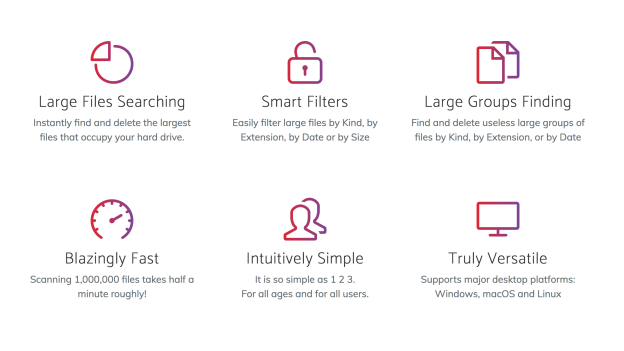 Large Files Searching
Instantly find and delete the largest
files that occupy your hard drive.
Smart Filters
Easily filter large files by Kind, by
Extension, by Date or by Size
Large Groups Finding
Find and delete useless large groups of
files by Kind, by Extension, or by Date
Blazingly Fast
Scanning 1,000,000 files takes half a
minute roughly!
Intuitively Simple
It is so simple as 1 2 3.
For all ages and for all users.
Truly Versatile
Supports major desktop platforms:
Windows, macOS and Linux